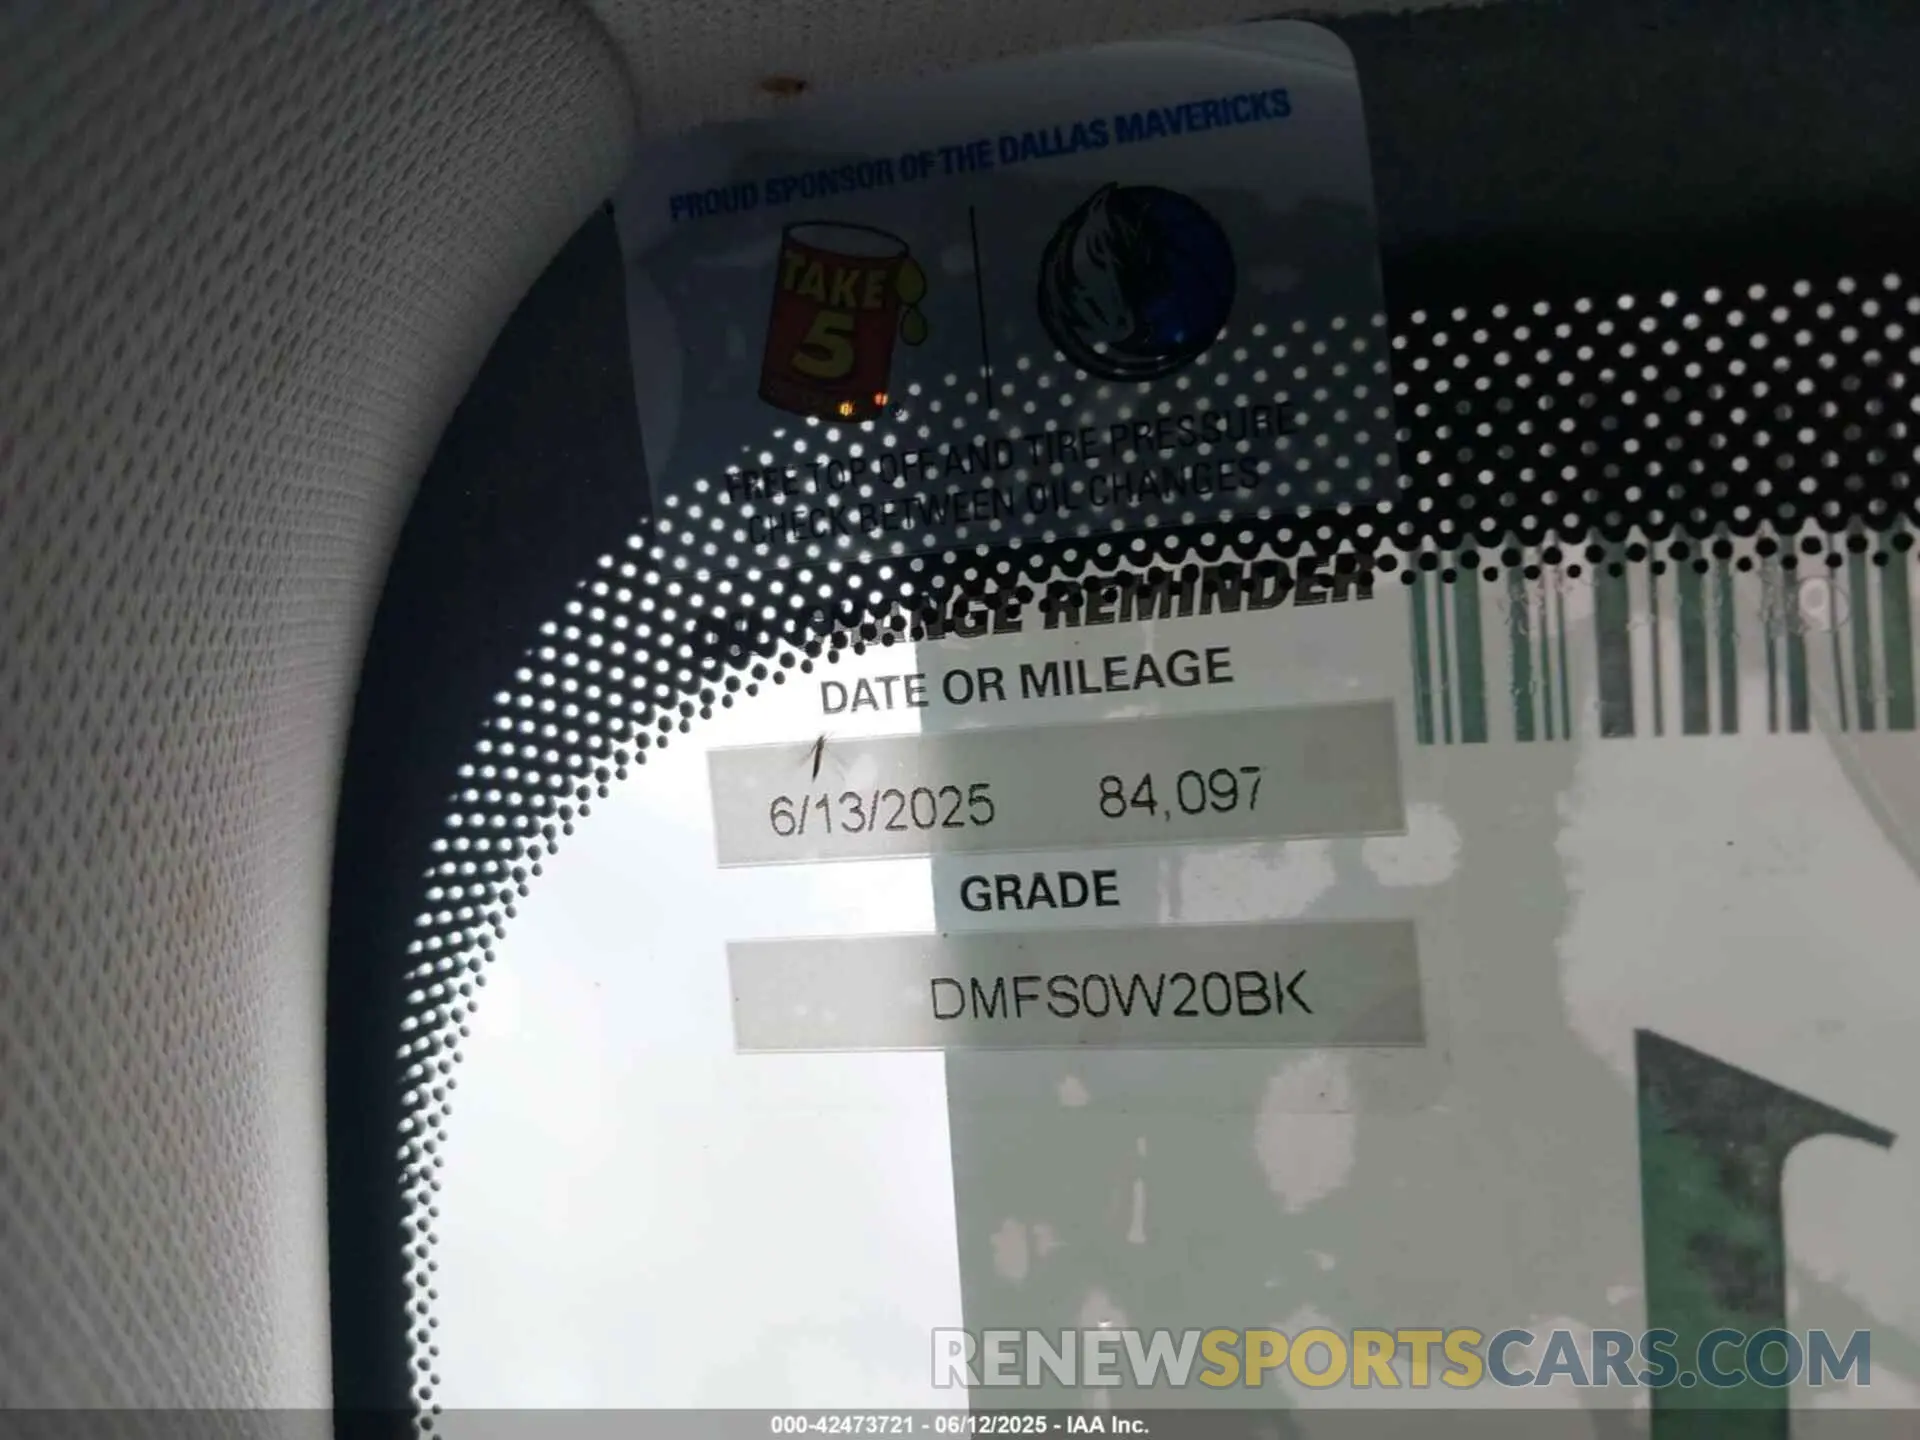 PROUD SPONSOR OF THE DALLAS MAVERICKS
TAKE
5
FREE TOP OFF AND TIRE PRESSURE
CHECK BETWEEN OIL CHANGES
OIL CHANGE REMINDER
DATE OR MILEAGE
6/13/2025 84,097
GRADE
DMFS0W20BK
RENEWSPORTSCARS.COM
000-42473721 - 06/12/2025 - IAA Inc.